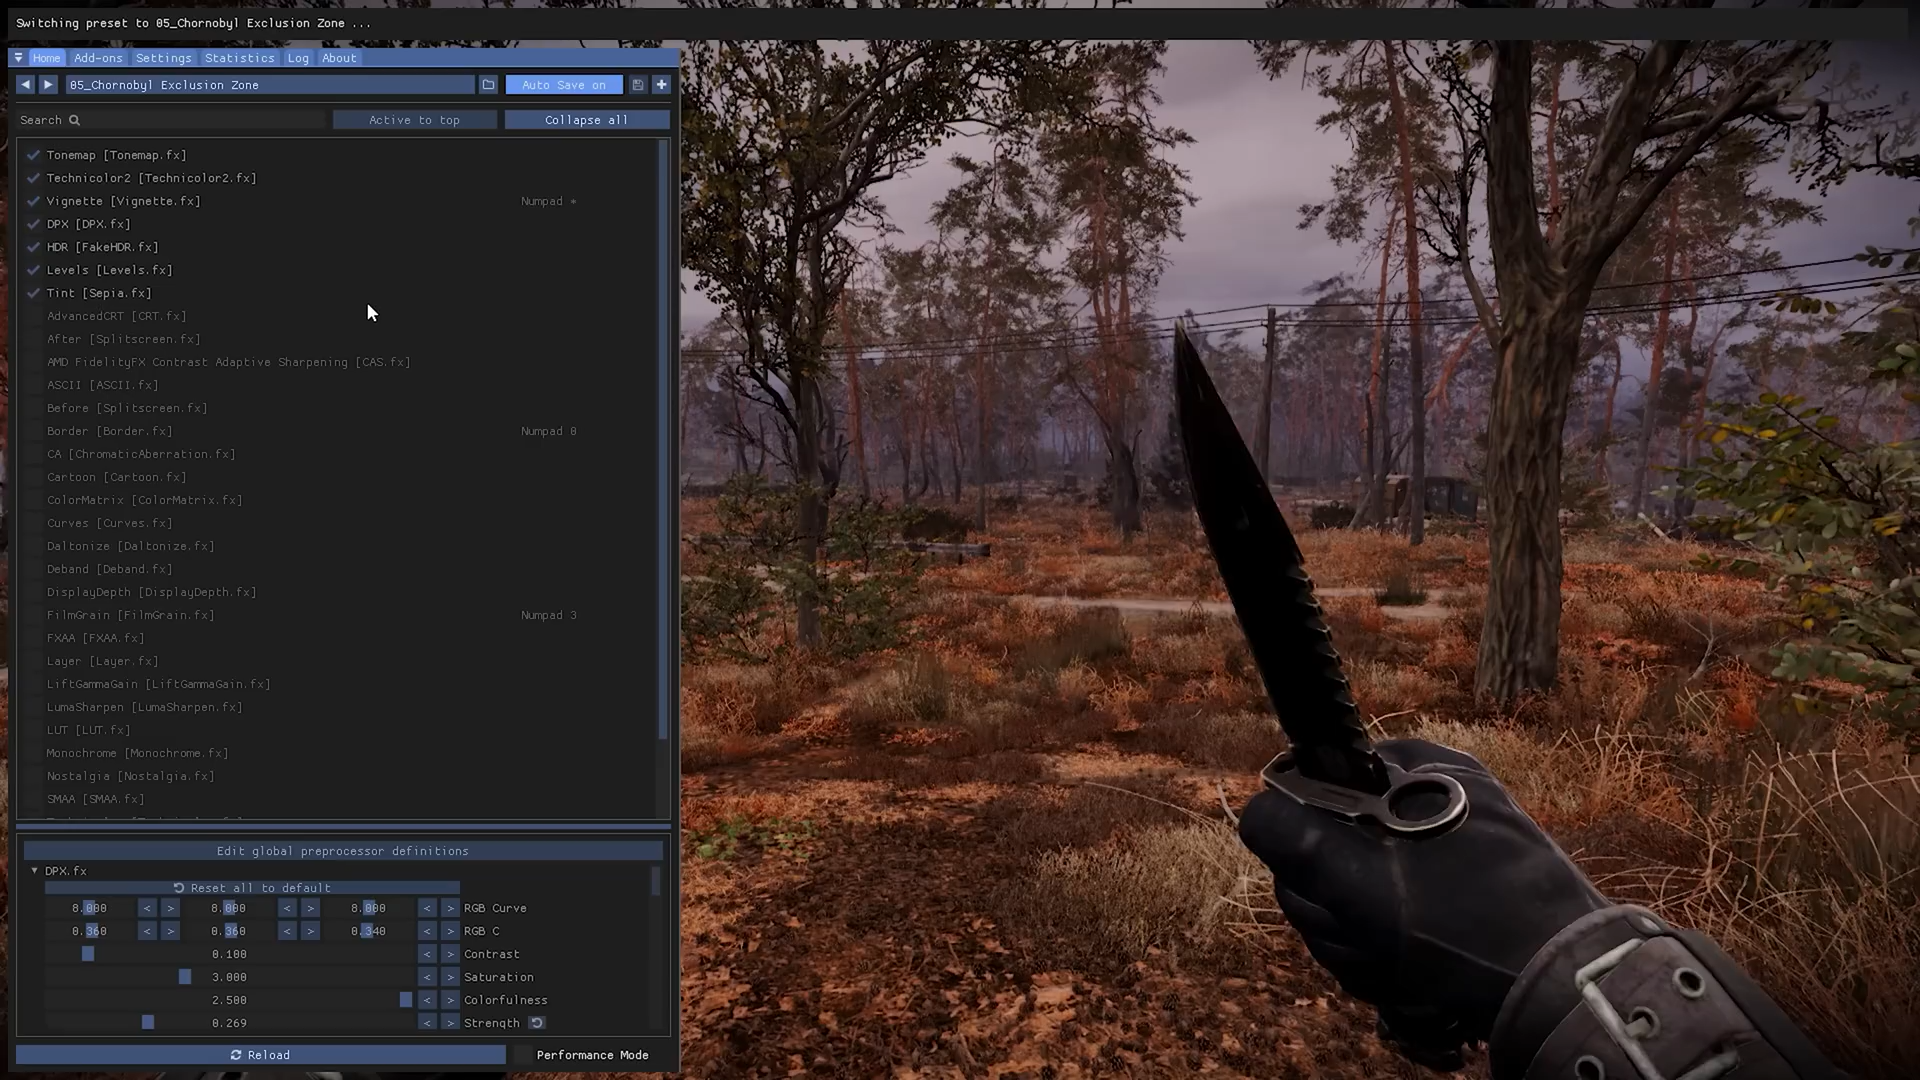 Switching preset to 05_Chornobyl Exclusion Zone ...
Home Add-ons Settings Statistics Log About
05_Chornobyl Exclusion Zone Auto Save on
Search Active to top Collapse all
Tonemap [Tonemap.fx]
Technicolor2 [Technicolor2.fx]
Vignette [Vignette.fx] Numpad *
DPX [DPX.fx]
HDR [FakeHDR.fx]
Levels [Levels.fx]
Tint [Sepia.fx]
AdvancedCRT [CRT.fx]
After [Splitscreen.fx]
AMD FidelityFX Contrast Adaptive Sharpening [CAS.fx]
ASCII [ASCII.fx]
Before [Splitscreen.fx]
Border [Border.fx] Numpad 0
CA [ChromaticAberration.fx]
Cartoon [Cartoon.fx]
ColorMatrix [ColorMatrix.fx]
Curves [Curves.fx]
Daltonize [Daltonize.fx]
Deband [Deband.fx]
DisplayDepth [DisplayDepth.fx]
FilmGrain [FilmGrain.fx] Numpad 3
FXAA [FXAA.fx]
Layer [Layer.fx]
LiftGammaGain [LiftGammaGain.fx]
LumaSharpen [LumaSharpen.fx]
LUT [LUT.fx]
Monochrome [Monochrome.fx]
Nostalgia [Nostalgia.fx]
SMAA [SMAA.fx]
Edit global preprocessor definitions
DPX.fx
Reset all to default
8.000 < > 8.000 < > 8.000 < > RGB Curve
0.360 < > 0.360 < > 0.340 < > RGB C
0.100 < > Contrast
3.000 < > Saturation
2.500 < > Colorfulness
0.269 < > Strength
Reload Performance Mode